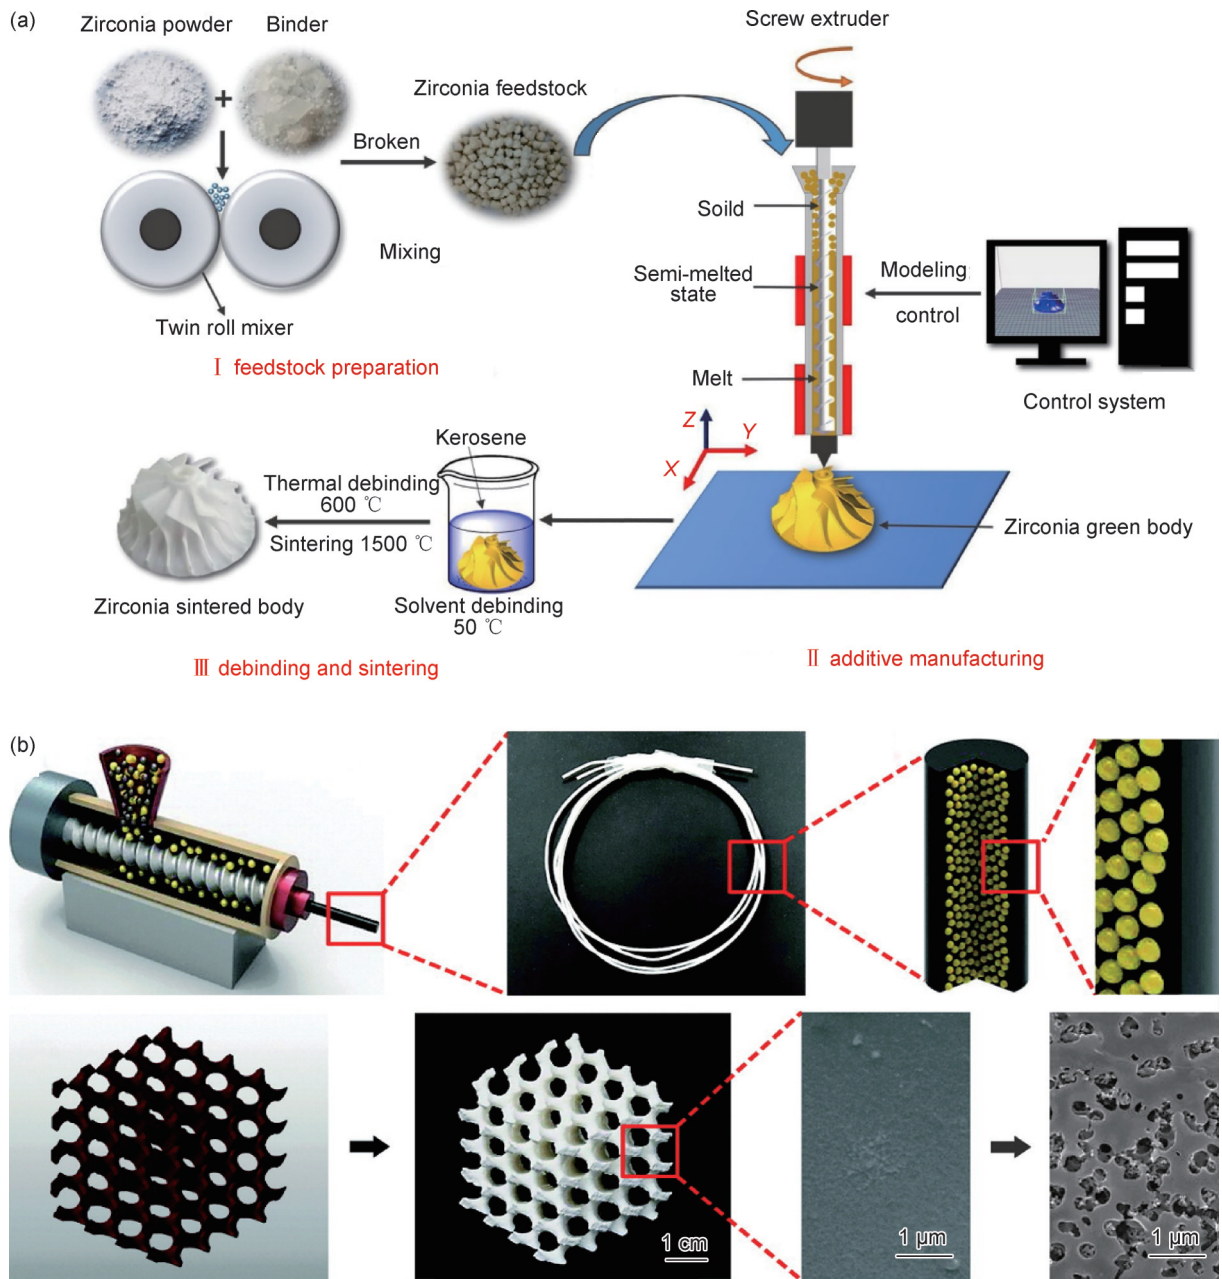 (a)
Zirconia powder
Binder
+
Broken
Zirconia feedstock
Mixing
Twin roll mixer
Ⅰ feedstock preparation
Screw extruder
Soild
Semi-melted
state
Melt
Modeling
control
Control system
Z
Y
X
Zirconia green body
Ⅱ additive manufacturing
Kerosene
Thermal debinding
600 ℃
Sintering 1500 ℃
Solvent debinding
50 ℃
Zirconia sintered body
Ⅲ debinding and sintering
(b)
1 cm
1 μm
1 μm